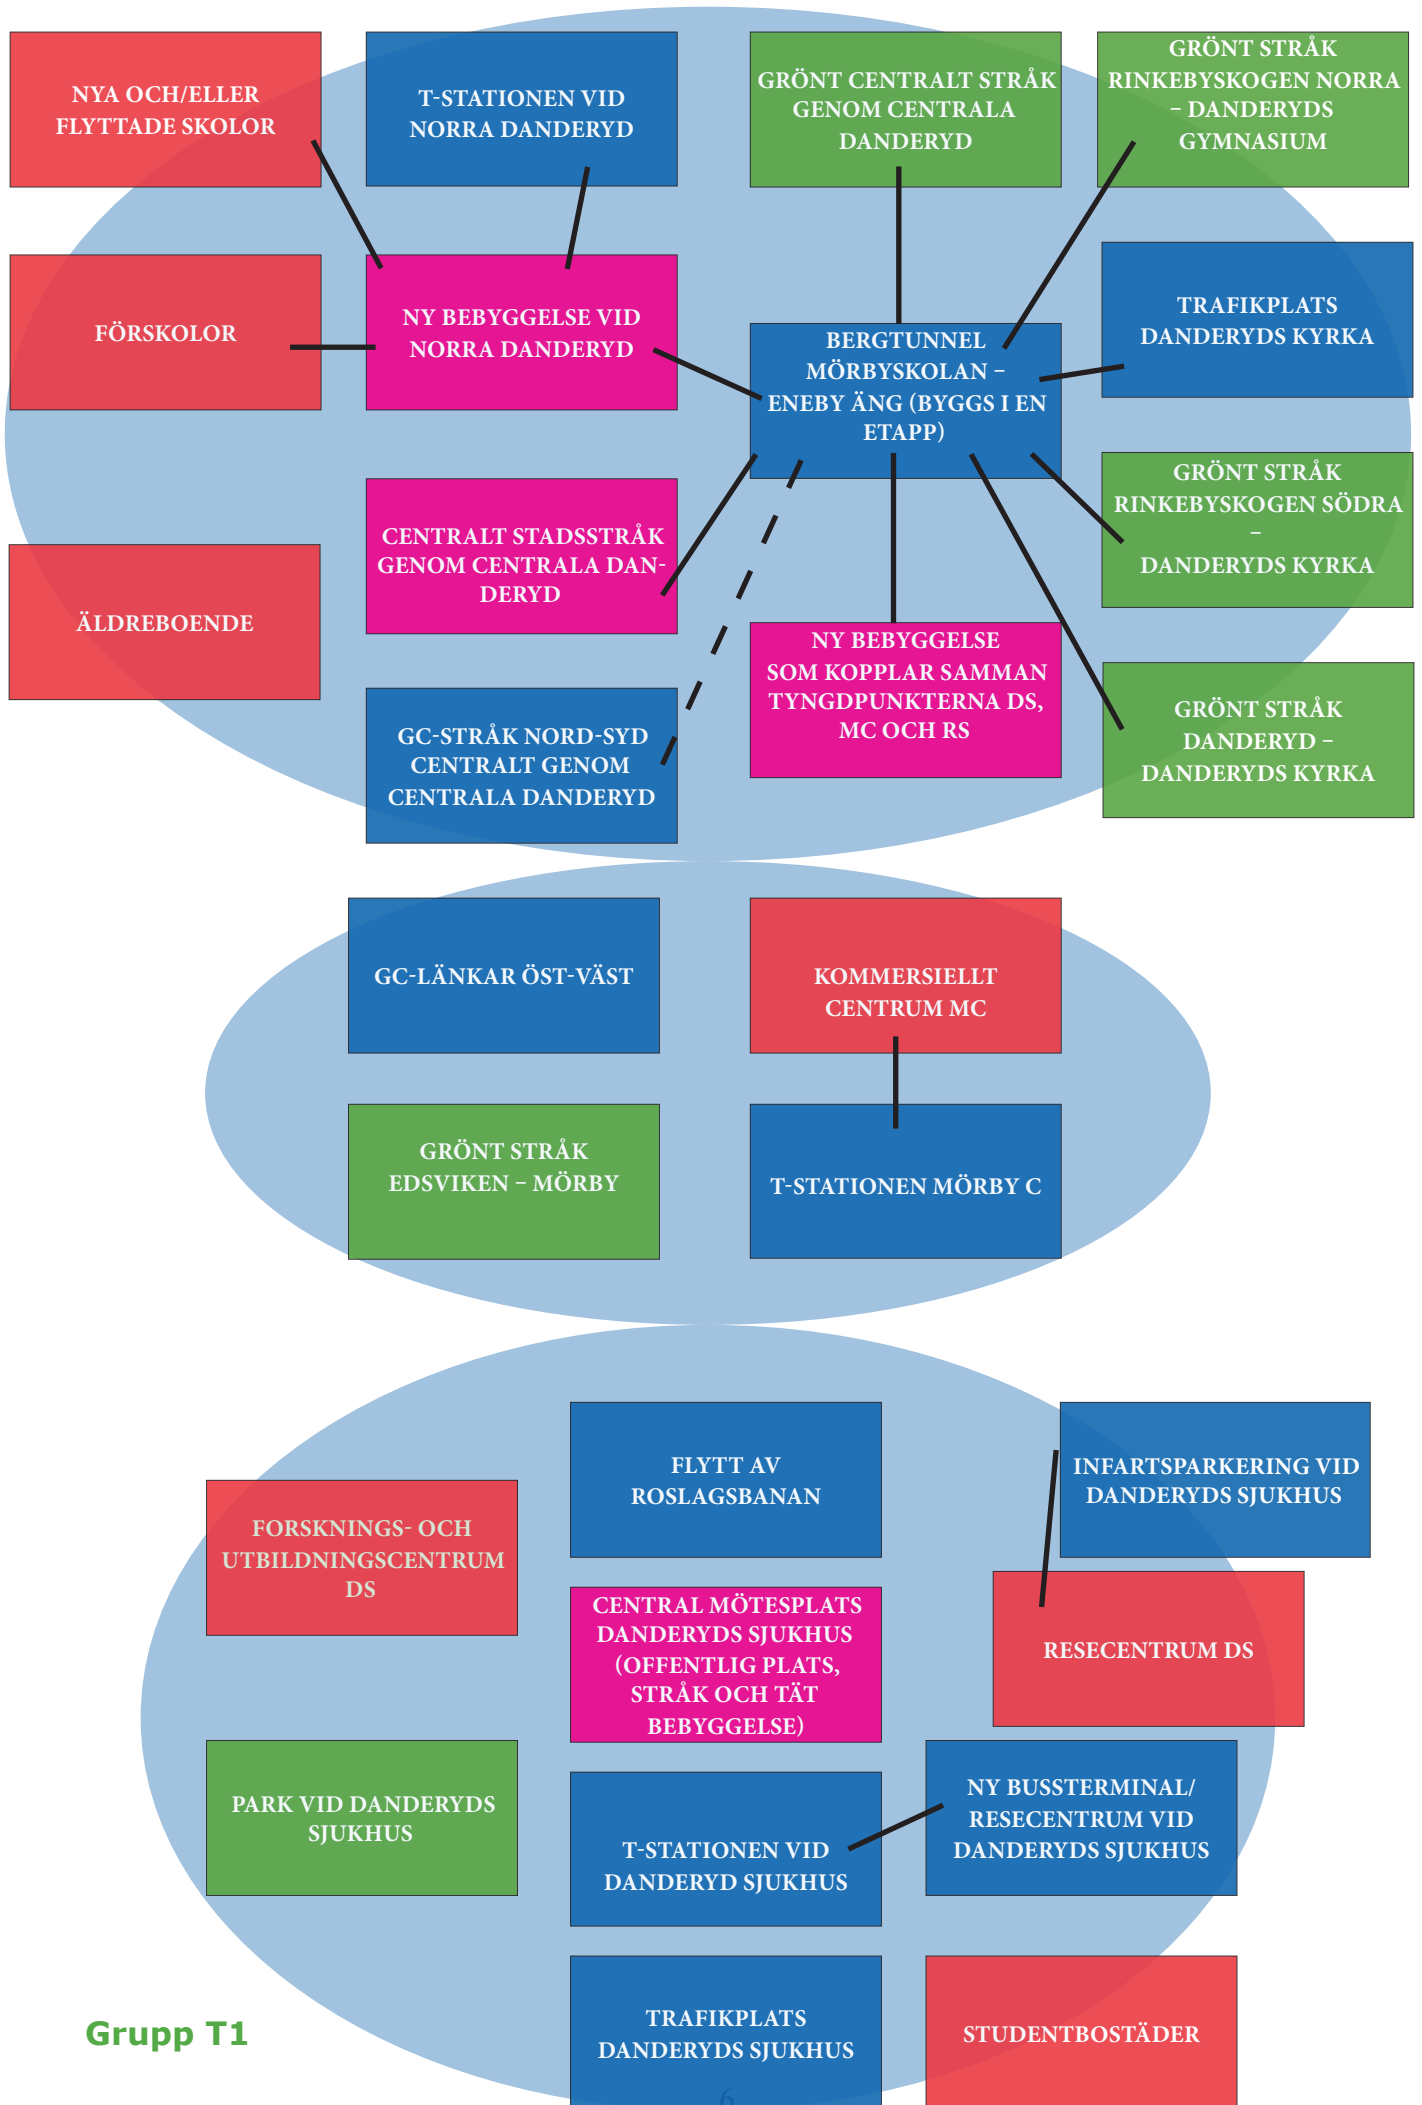 NYA OCH/ELLER
FLYTTADE SKOLOR
T-STATIONEN VID
NORRA DANDERYD
GRÖNT CENTRALT STRÅK
GENOM CENTRALA
DANDERYD
GRÖNT STRÅK
RINKEBYSKOGEN NORRA
– DANDERYDS
GYMNASIUM
FÖRSKOLOR
NY BEBYGGELSE VID
NORRA DANDERYD
BERGTUNNEL
MÖRBYSKOLAN –
ENEBY ÄNG (BYGGS I EN
ETAPP)
TRAFIKPLATS
DANDERYDS KYRKA
CENTRALT STADSSTRÅK
GENOM CENTRALA DAN-
DERYD
GRÖNT STRÅK
RINKEBYSKOGEN SÖDRA
–
DANDERYDS KYRKA
ÄLDREBOENDE
GC-STRÅK NORD-SYD
CENTRALT GENOM
CENTRALA DANDERYD
NY BEBYGGELSE
SOM KOPPLAR SAMMAN
TYNGDPUNKTERNA DS,
MC OCH RS
GRÖNT STRÅK
DANDERYD –
DANDERYDS KYRKA
GC-LÄNKAR ÖST-VÄST
KOMMERSIELLT
CENTRUM MC
GRÖNT STRÅK
EDSVIKEN – MÖRBY
T-STATIONEN MÖRBY C
FLYTT AV
ROSLAGSBANAN
INFARTSPARKERING VID
DANDERYDS SJUKHUS
FORSKNINGS- OCH
UTBILDNINGSCENTRUM
DS
CENTRAL MÖTESPLATS
DANDERYDS SJUKHUS
(OFFENTLIG PLATS,
STRÅK OCH TÄT
BEBYGGELSE)
RESECENTRUM DS
PARK VID DANDERYDS
SJUKHUS
T-STATIONEN VID
DANDERYD SJUKHUS
NY BUSSTERMINAL/
RESECENTRUM VID
DANDERYDS SJUKHUS
TRAFIKPLATS
DANDERYDS SJUKHUS
STUDENTBOSTÄDER
Grupp T1
6